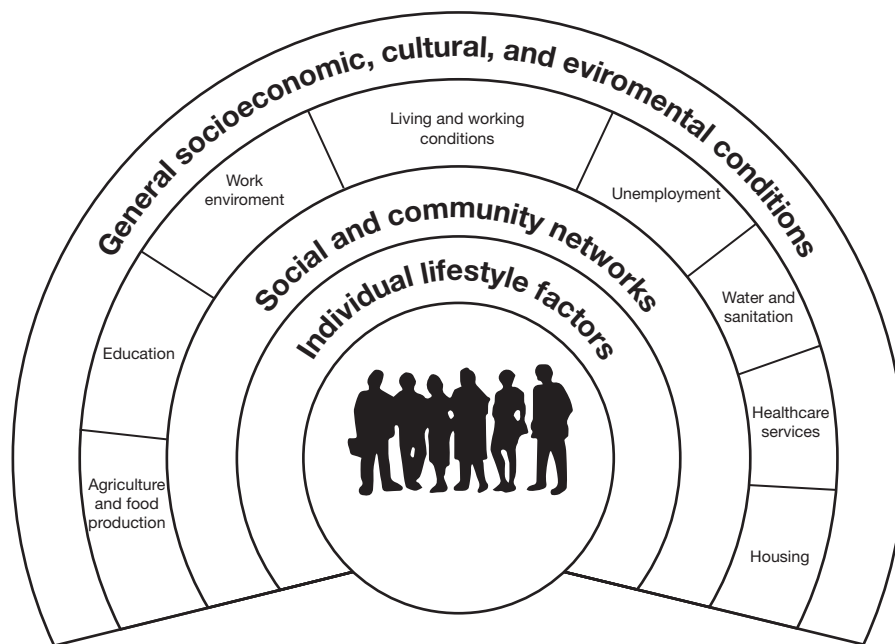 General socioeconomic, cultural, and eviromental conditions
Living and working
conditions
Work
enviroment
Unemployment
Social and community networks
Individual lifestyle factors
Education
Water and
sanitation
Agriculture
and food
production
Healthcare
services
Housing